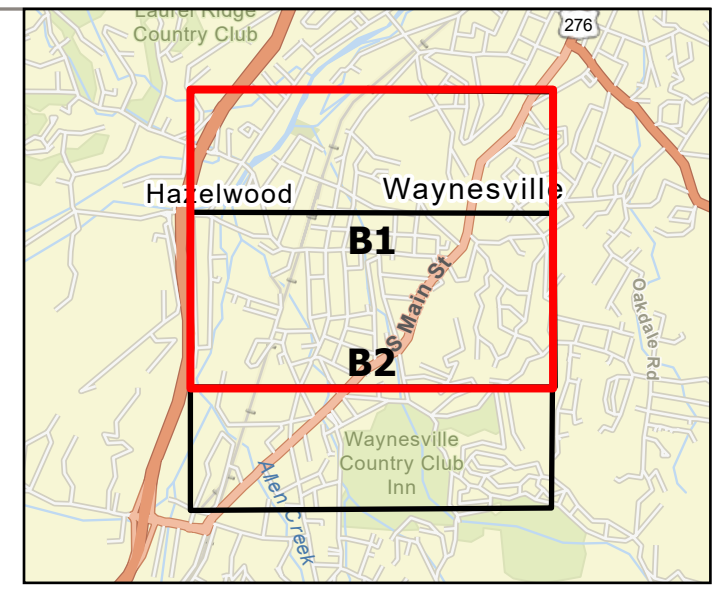 Laurel Ridge
Country Club
276
Hazelwood
Waynesville
B1
S Main St
Oakdale Rd
B2
Waynesville
Country Club
Inn
Allen Creek